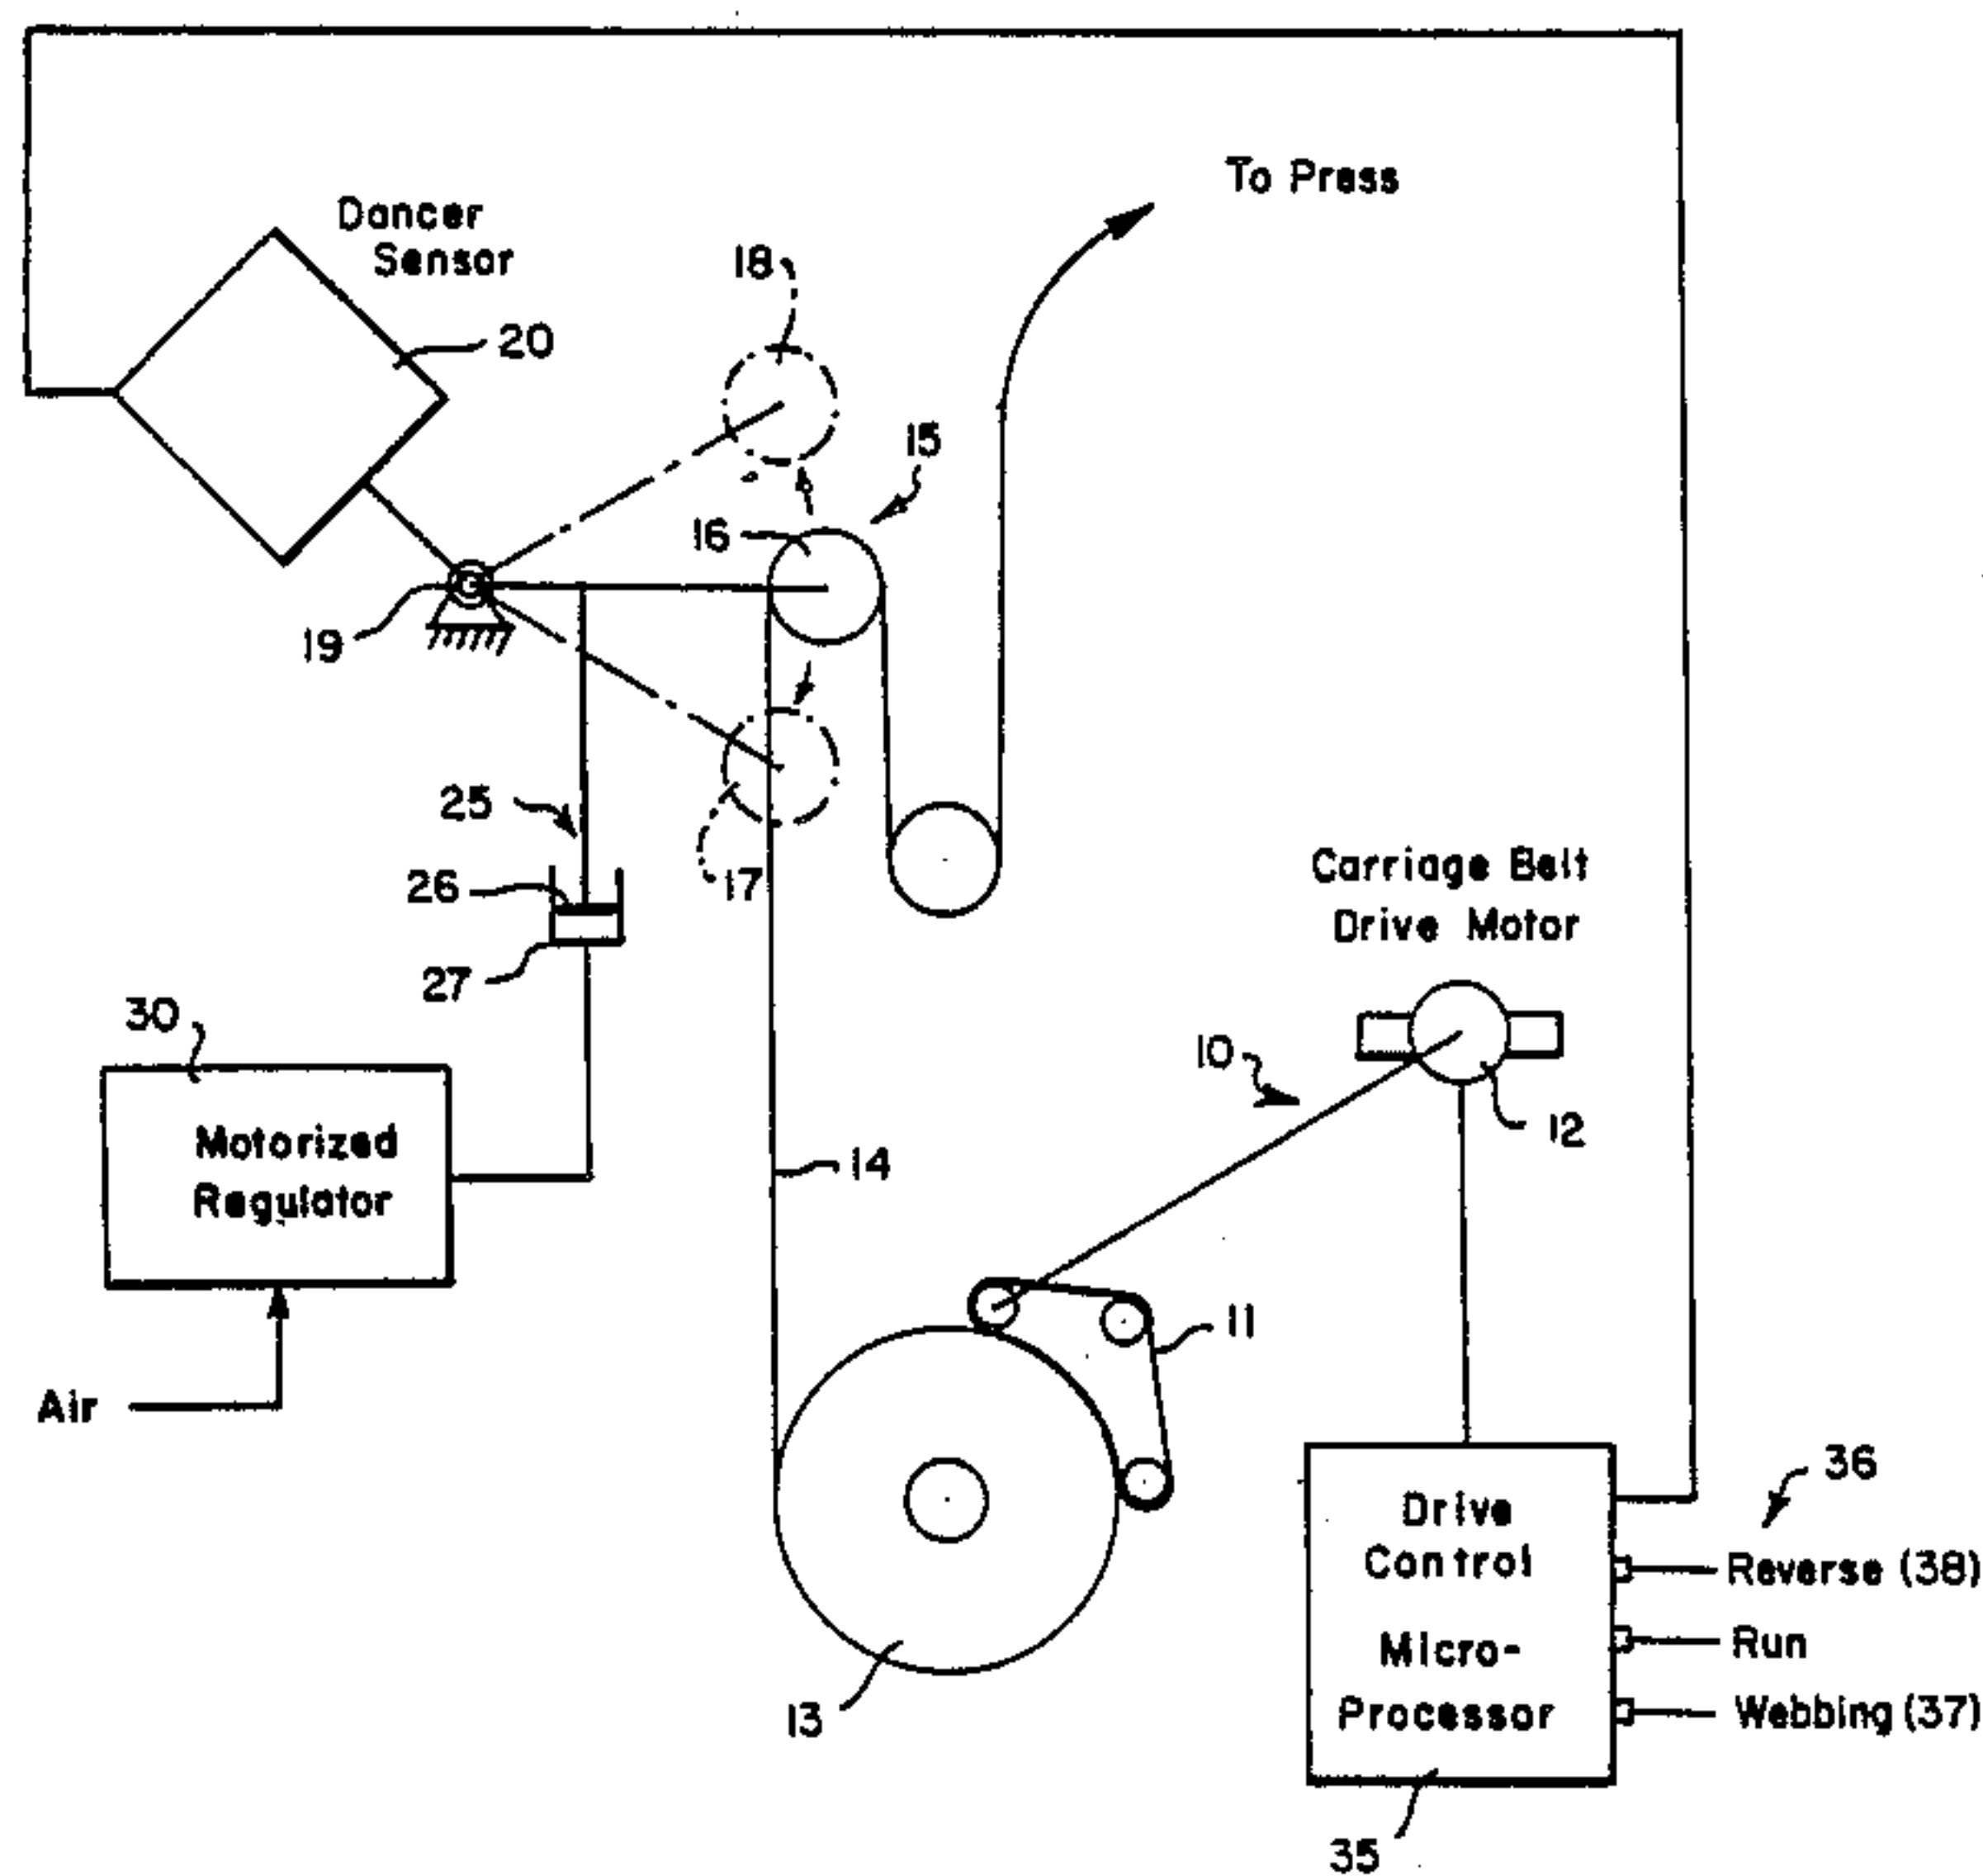 To Press
Dancer
Sensor
18
20
15
16
19
25
17
26
27
Carriage Belt
Drive Motor
30
10
12
Motorized
Regulator
14
11
Air
36
Drive
Control
Micro-
Processor
Reverse (38)
Run
Webbing (37)
13
35